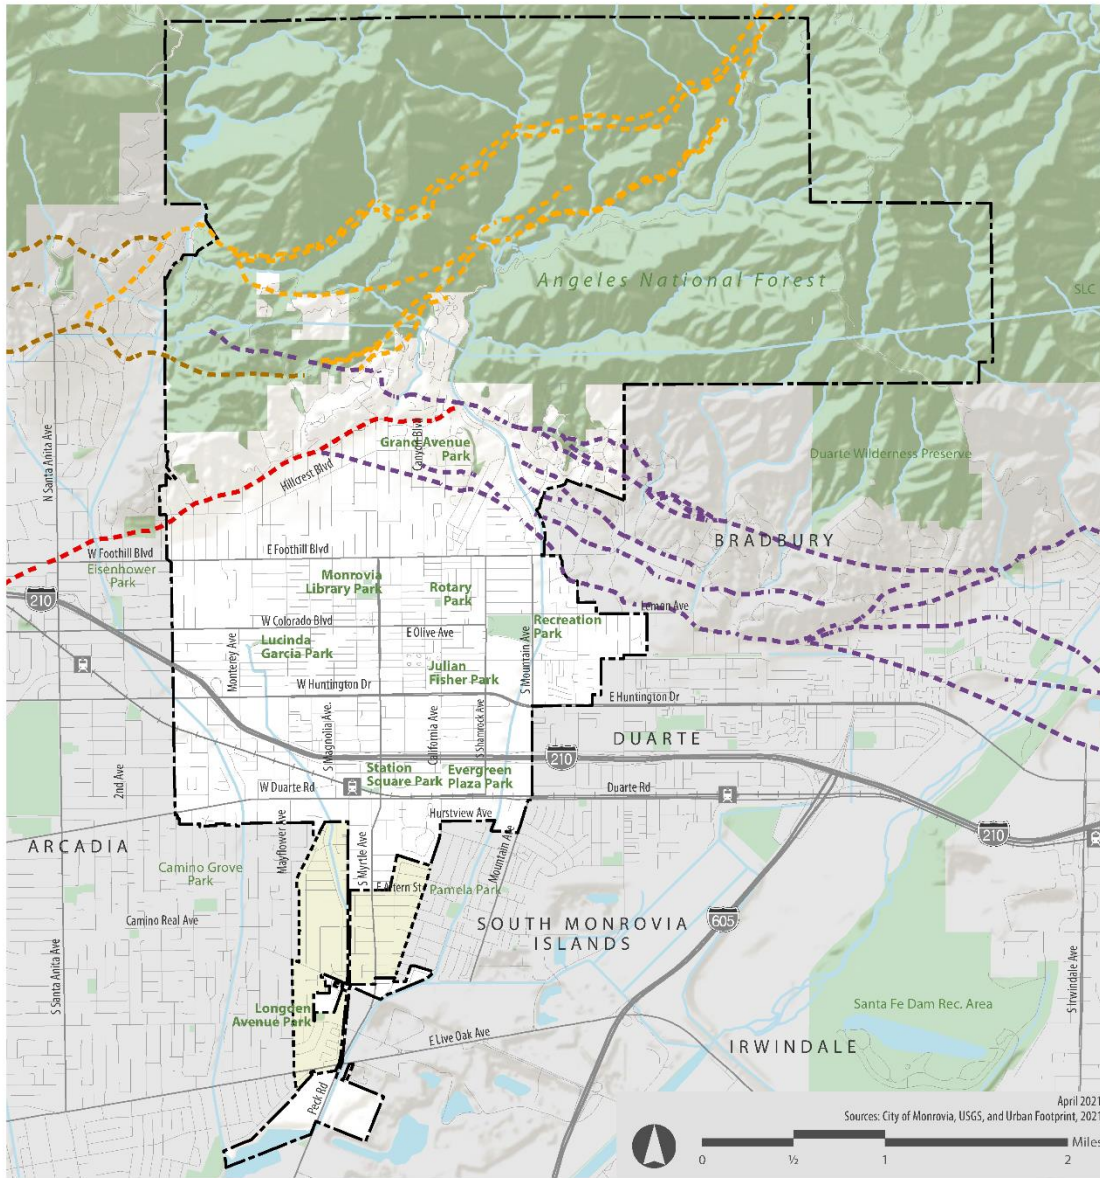 Angeles National Forest
SLC
N Santa Anita Ave
Grand Avenue
Park
Canyon Blvd
Hillcrest Blvd
Duarte Wilderness Preserve
W Foothill Blvd
E Foothill Blvd
BRADBURY
Eisenhower
Park
210
Monrovia
Library Park
Rotary
Park
Lemon Ave
W Colorado Blvd
E Olive Ave
Recreation
Park
Lucinda
Garcia Park
Monterey Ave
Julian
Fisher Park
S Mountain Ave
W Huntington Dr
E Huntington Dr
S Magnolia Ave.
California Ave
S Shamrock Ave
DUARTE
210
2nd Ave
Station
Square Park
Evergreen
Plaza Park
W Duarte Rd
Duarte Rd
Hurstview Ave
210
ARCADIA
Mayflower Ave
S Myrtle Ave
Mountain Ave
Camino Grove
Park
Pamela Park
Camino Real Ave
SOUTH MONROVIA
ISLANDS
605
S Santa Anita Ave
S Irwindale Ave
Longden
Avenue Park
Santa Fe Dam Rec. Area
E Live Oak Ave
IRWINDALE
Peck Rd
April 2021
Sources: City of Monrovia, USGS, and Urban Footprint, 2021
Miles
0 ½ 1 2